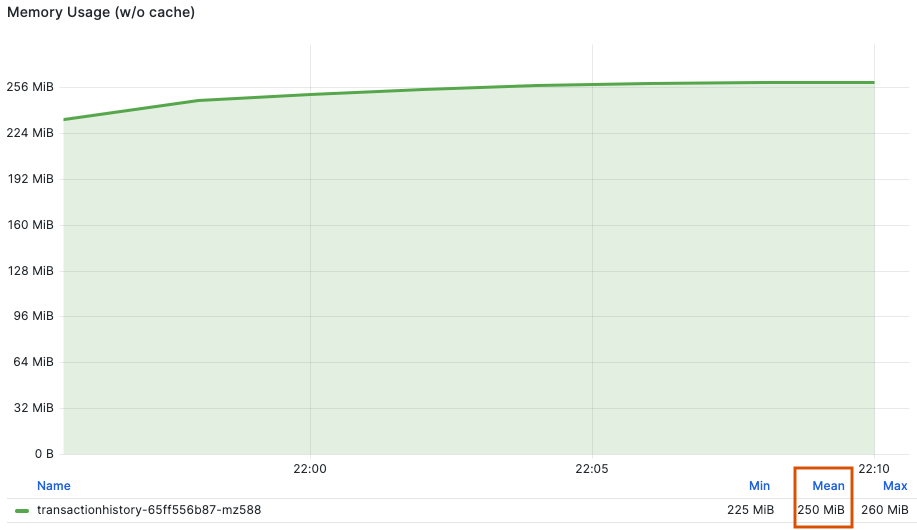 Memory Usage (w/o cache)
256 MiB
224 MiB
192 MiB
160 MiB
128 MiB
96 MiB
64 MiB
32 MiB
0 B
22:00 22:05 22:10
Name Min Mean Max
transactionhistory-65ff556b87-mz588 225 MiB 250 MiB 260 MiB